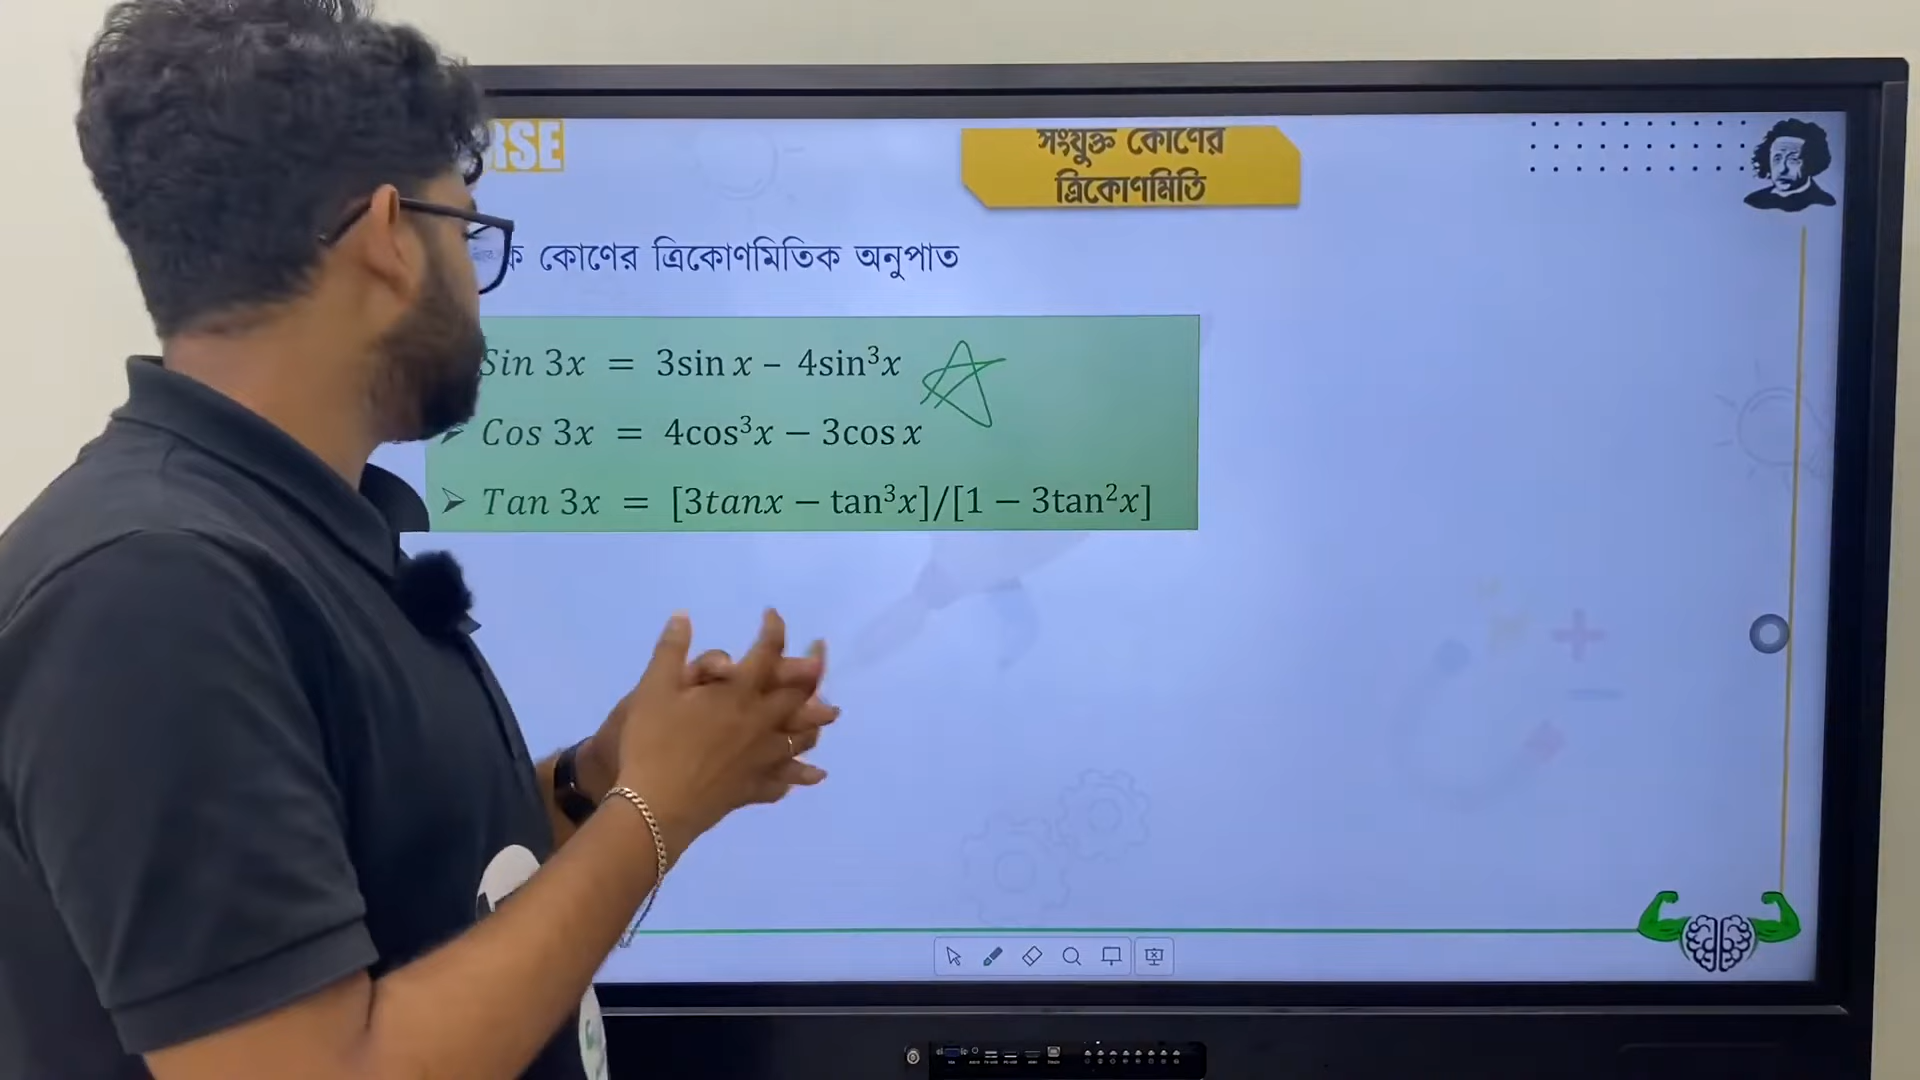 RSE
সংযুক্ত কোণের
ত্রিকোণমিতি
কোণের ত্রিকোণমিতিক অনুপাত
Sin 3x = 3sin x – 4sin³x
➢ Cos 3x = 4cos³x − 3cos x
➢ Tan 3x = [3tanx − tan³x]/[1 − 3tan²x]